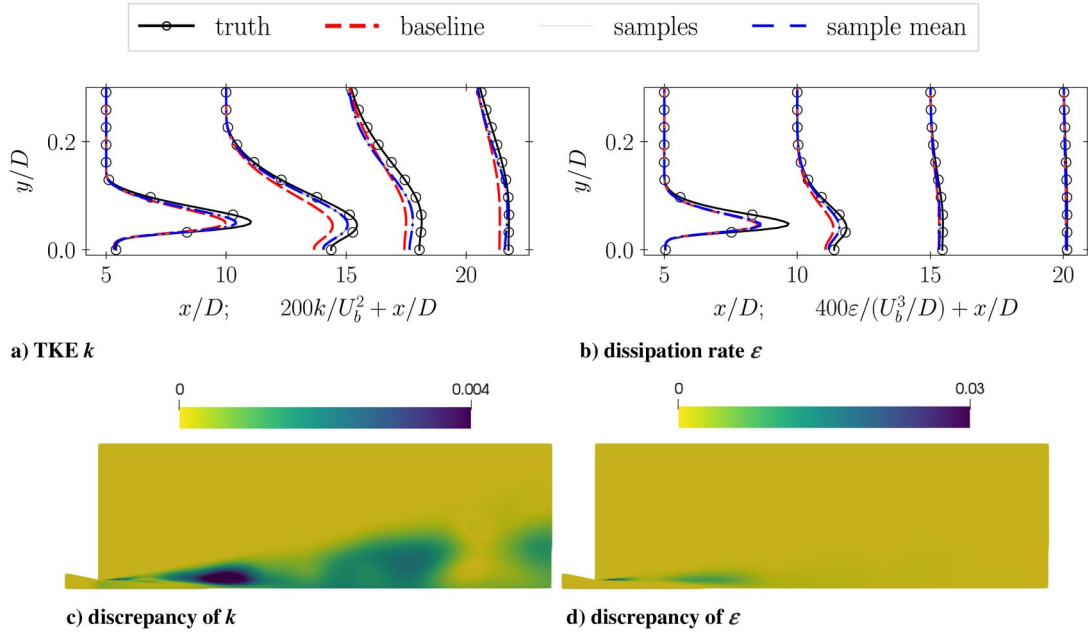 truth baseline samples sample mean
y/D
0.2
0.0
5 10 15 20
x/D; 200k/U_b^2 + x/D
a) TKE k
y/D
0.2
0.0
5 10 15 20
x/D; 400ε/(U_b^3/D) + x/D
b) dissipation rate ε
0 0.004
c) discrepancy of k
0 0.03
d) discrepancy of ε